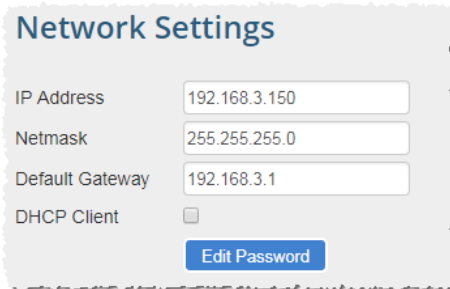 Network Settings
IP Address 192.168.3.150
Netmask 255.255.255.0
Default Gateway 192.168.3.1
DHCP Client
Edit Password